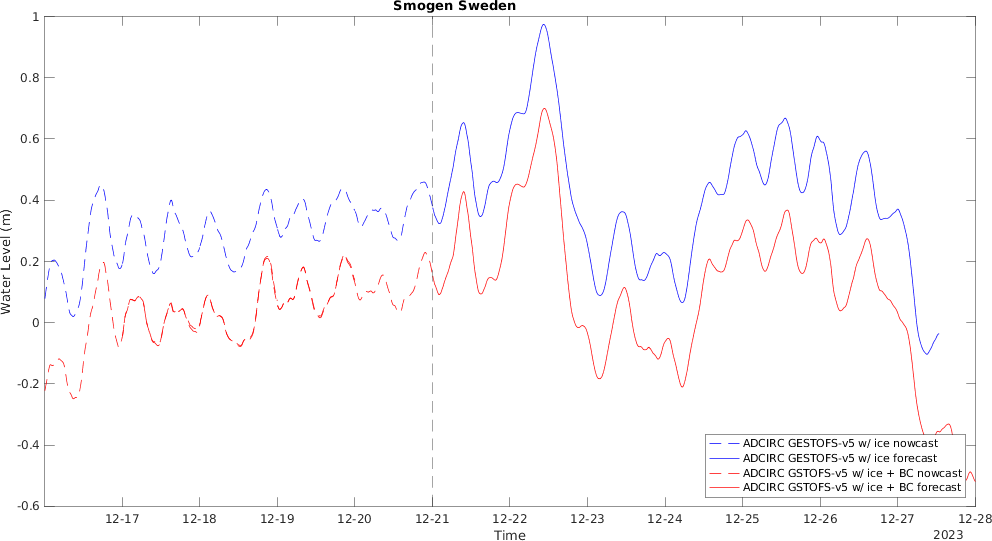 Smogen Sweden
1
0.8
0.6
0.4
0.2
0
-0.2
-0.4
-0.6
Water Level (m)
ADCIRC GESTOFS-v5 w/ ice nowcast
ADCIRC GESTOFS-v5 w/ ice forecast
ADCIRC GSTOFS-v5 w/ ice + BC nowcast
ADCIRC GSTOFS-v5 w/ ice + BC forecast
12-17 12-18 12-19 12-20 12-21 12-22 12-23 12-24 12-25 12-26 12-27 12-28
Time
2023